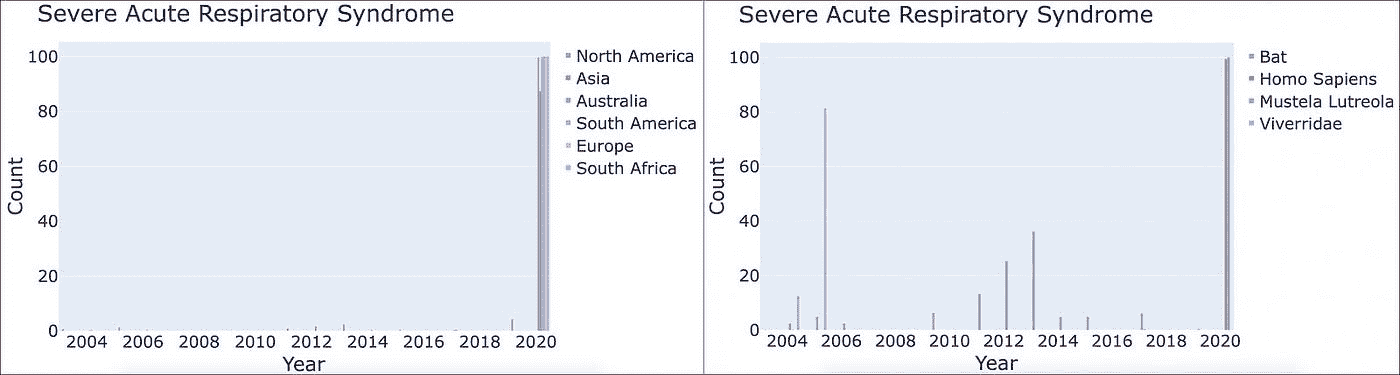 Severe Acute Respiratory Syndrome
100
80
60
40
20
0
Count
2004 2006 2008 2010 2012 2014 2016 2018 2020
Year
North America
Asia
Australia
South America
Europe
South Africa
Severe Acute Respiratory Syndrome
100
80
60
40
20
0
Count
2004 2006 2008 2010 2012 2014 2016 2018 2020
Year
Bat
Homo Sapiens
Mustela Lutreola
Viverridae